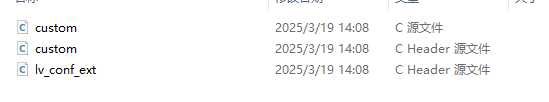 custom 2025/3/19 14:08 C 源文件
custom 2025/3/19 14:08 C Header 源文件
lv_conf_ext 2025/3/19 14:08 C Header 源文件